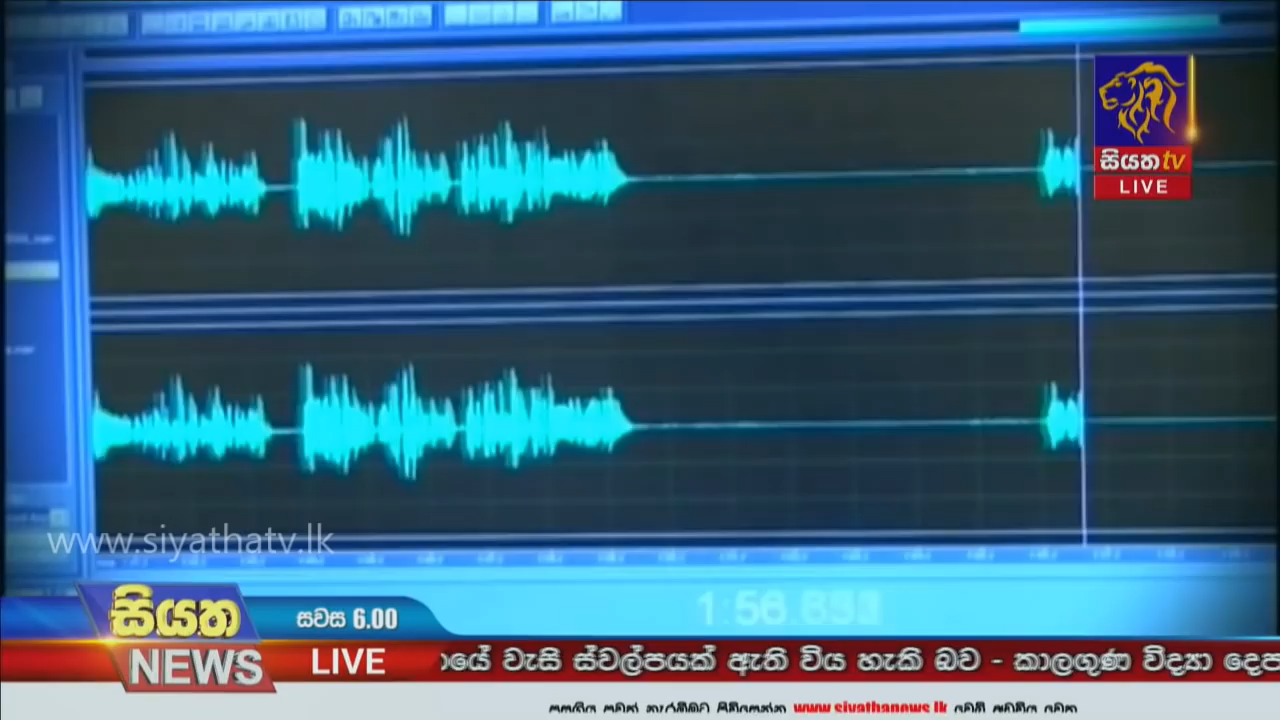 සියත tv
LIVE
www.siyathatv.lk
1:56.
සියත
සවස 6.00
NEWS
LIVE
ායේ වැසි ස්වල්පයක් ඇති විය හැකි බව - කාලගුණ විද්‍යා දෙප
www.siyathanews.lk